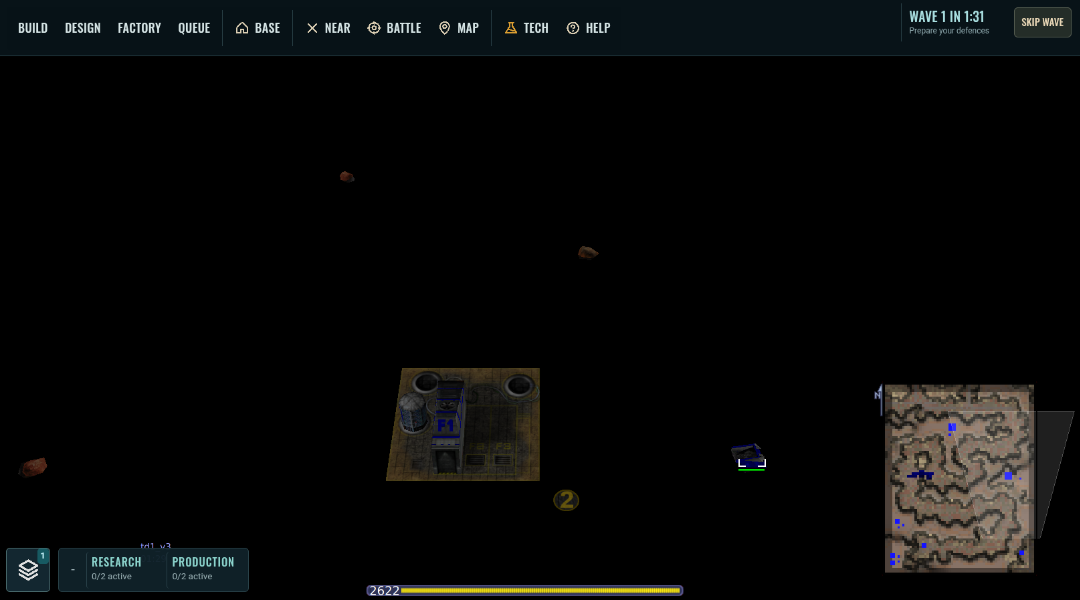 BUILD DESIGN FACTORY QUEUE BASE NEAR BATTLE MAP TECH HELP
WAVE 1 IN 1:31
Prepare your defences
SKIP WAVE
F1
2
N
1
- RESEARCH PRODUCTION
0/2 active 0/2 active
2622